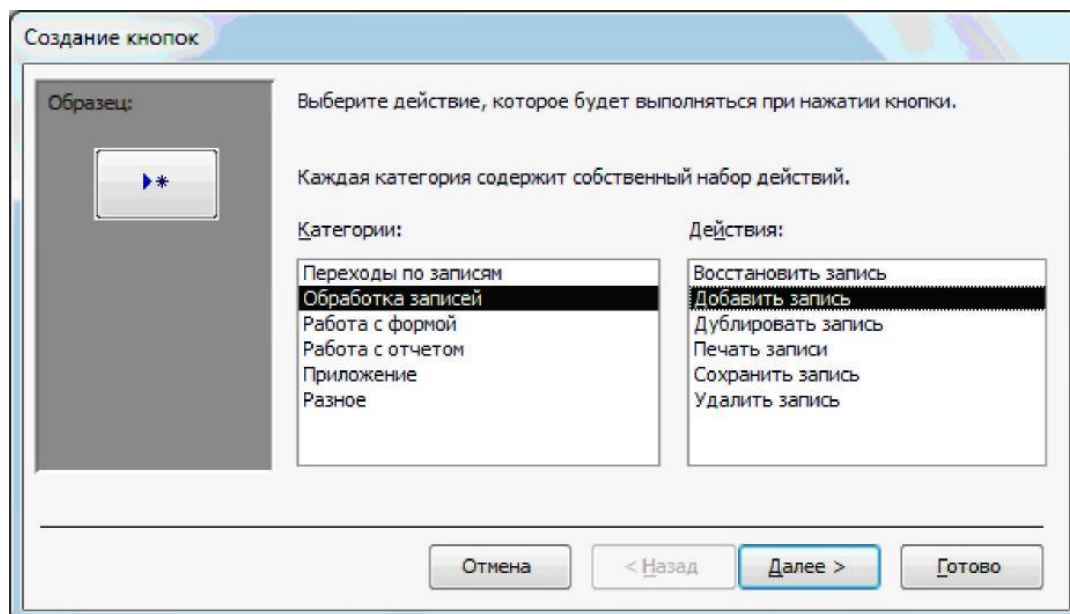 Создание кнопок
Образец:
Выберите действие, которое будет выполняться при нажатии кнопки.
Каждая категория содержит собственный набор действий.
Категории:
Действия:
Переходы по записям
Обработка записей
Работа с формой
Работа с отчетом
Приложение
Разное
Восстановить запись
Добавить запись
Дублировать запись
Печать записи
Сохранить запись
Удалить запись
Отмена
< Назад
Далее >
Готово